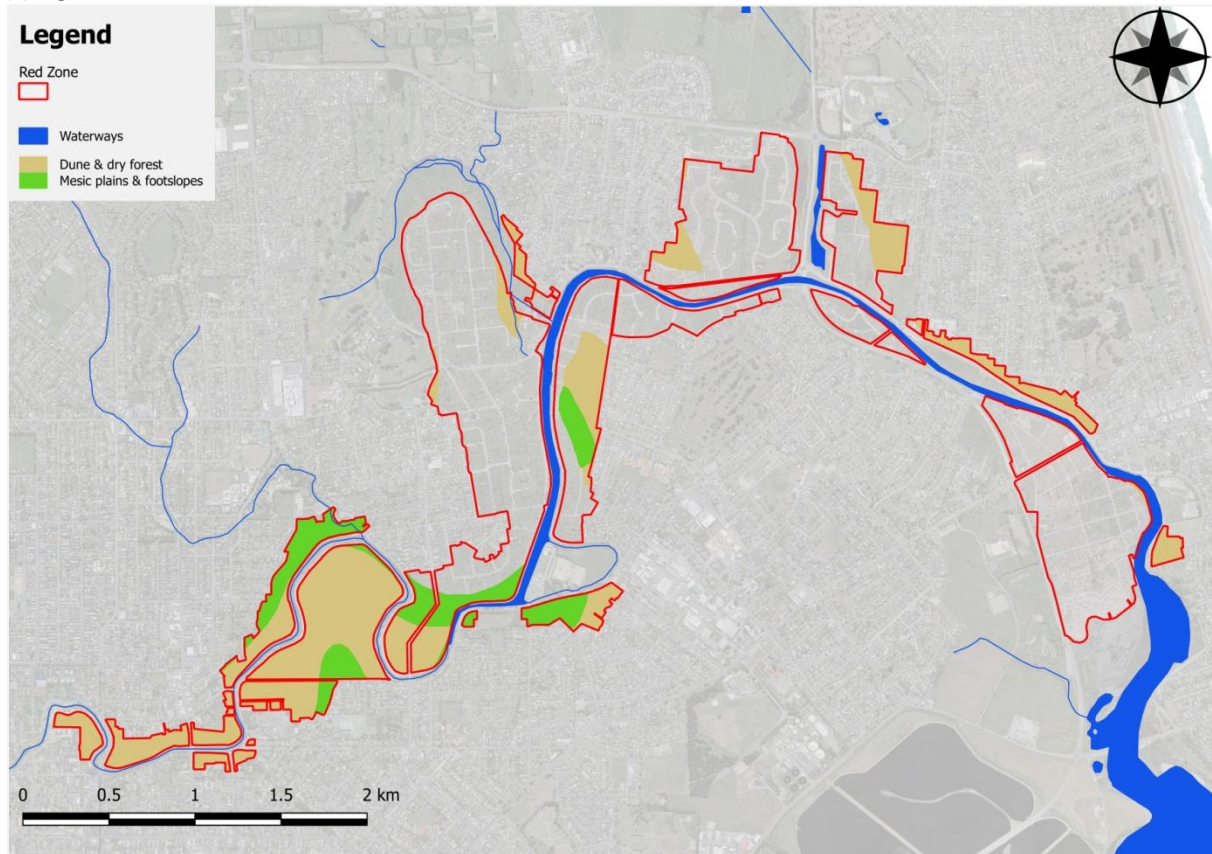 Legend
Red Zone
Waterways
Dune & dry forest
Mesic plains & footslopes
0 0.5 1 1.5 2 km